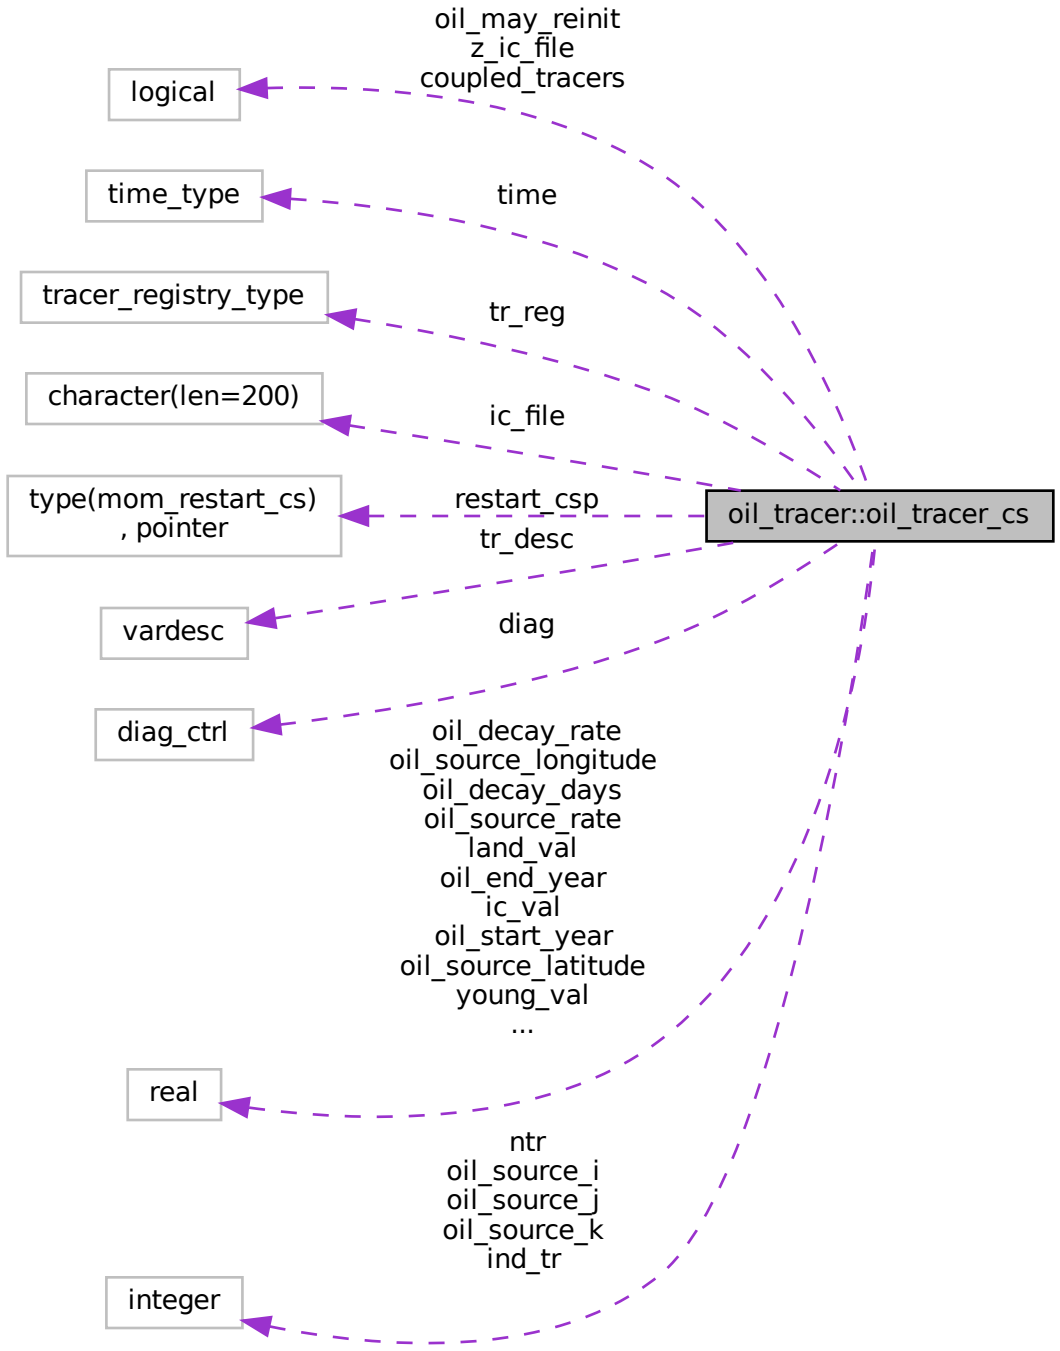 oil_may_reinit
z_ic_file
coupled_tracers
logical
time_type
time
tracer_registry_type
tr_reg
character(len=200)
ic_file
type(mom_restart_cs)
, pointer
restart_csp
oil_tracer::oil_tracer_cs
tr_desc
vardesc
diag
diag_ctrl
oil_decay_rate
oil_source_longitude
oil_decay_days
oil_source_rate
land_val
oil_end_year
ic_val
oil_start_year
oil_source_latitude
young_val
...
real
ntr
oil_source_i
oil_source_j
oil_source_k
ind_tr
integer